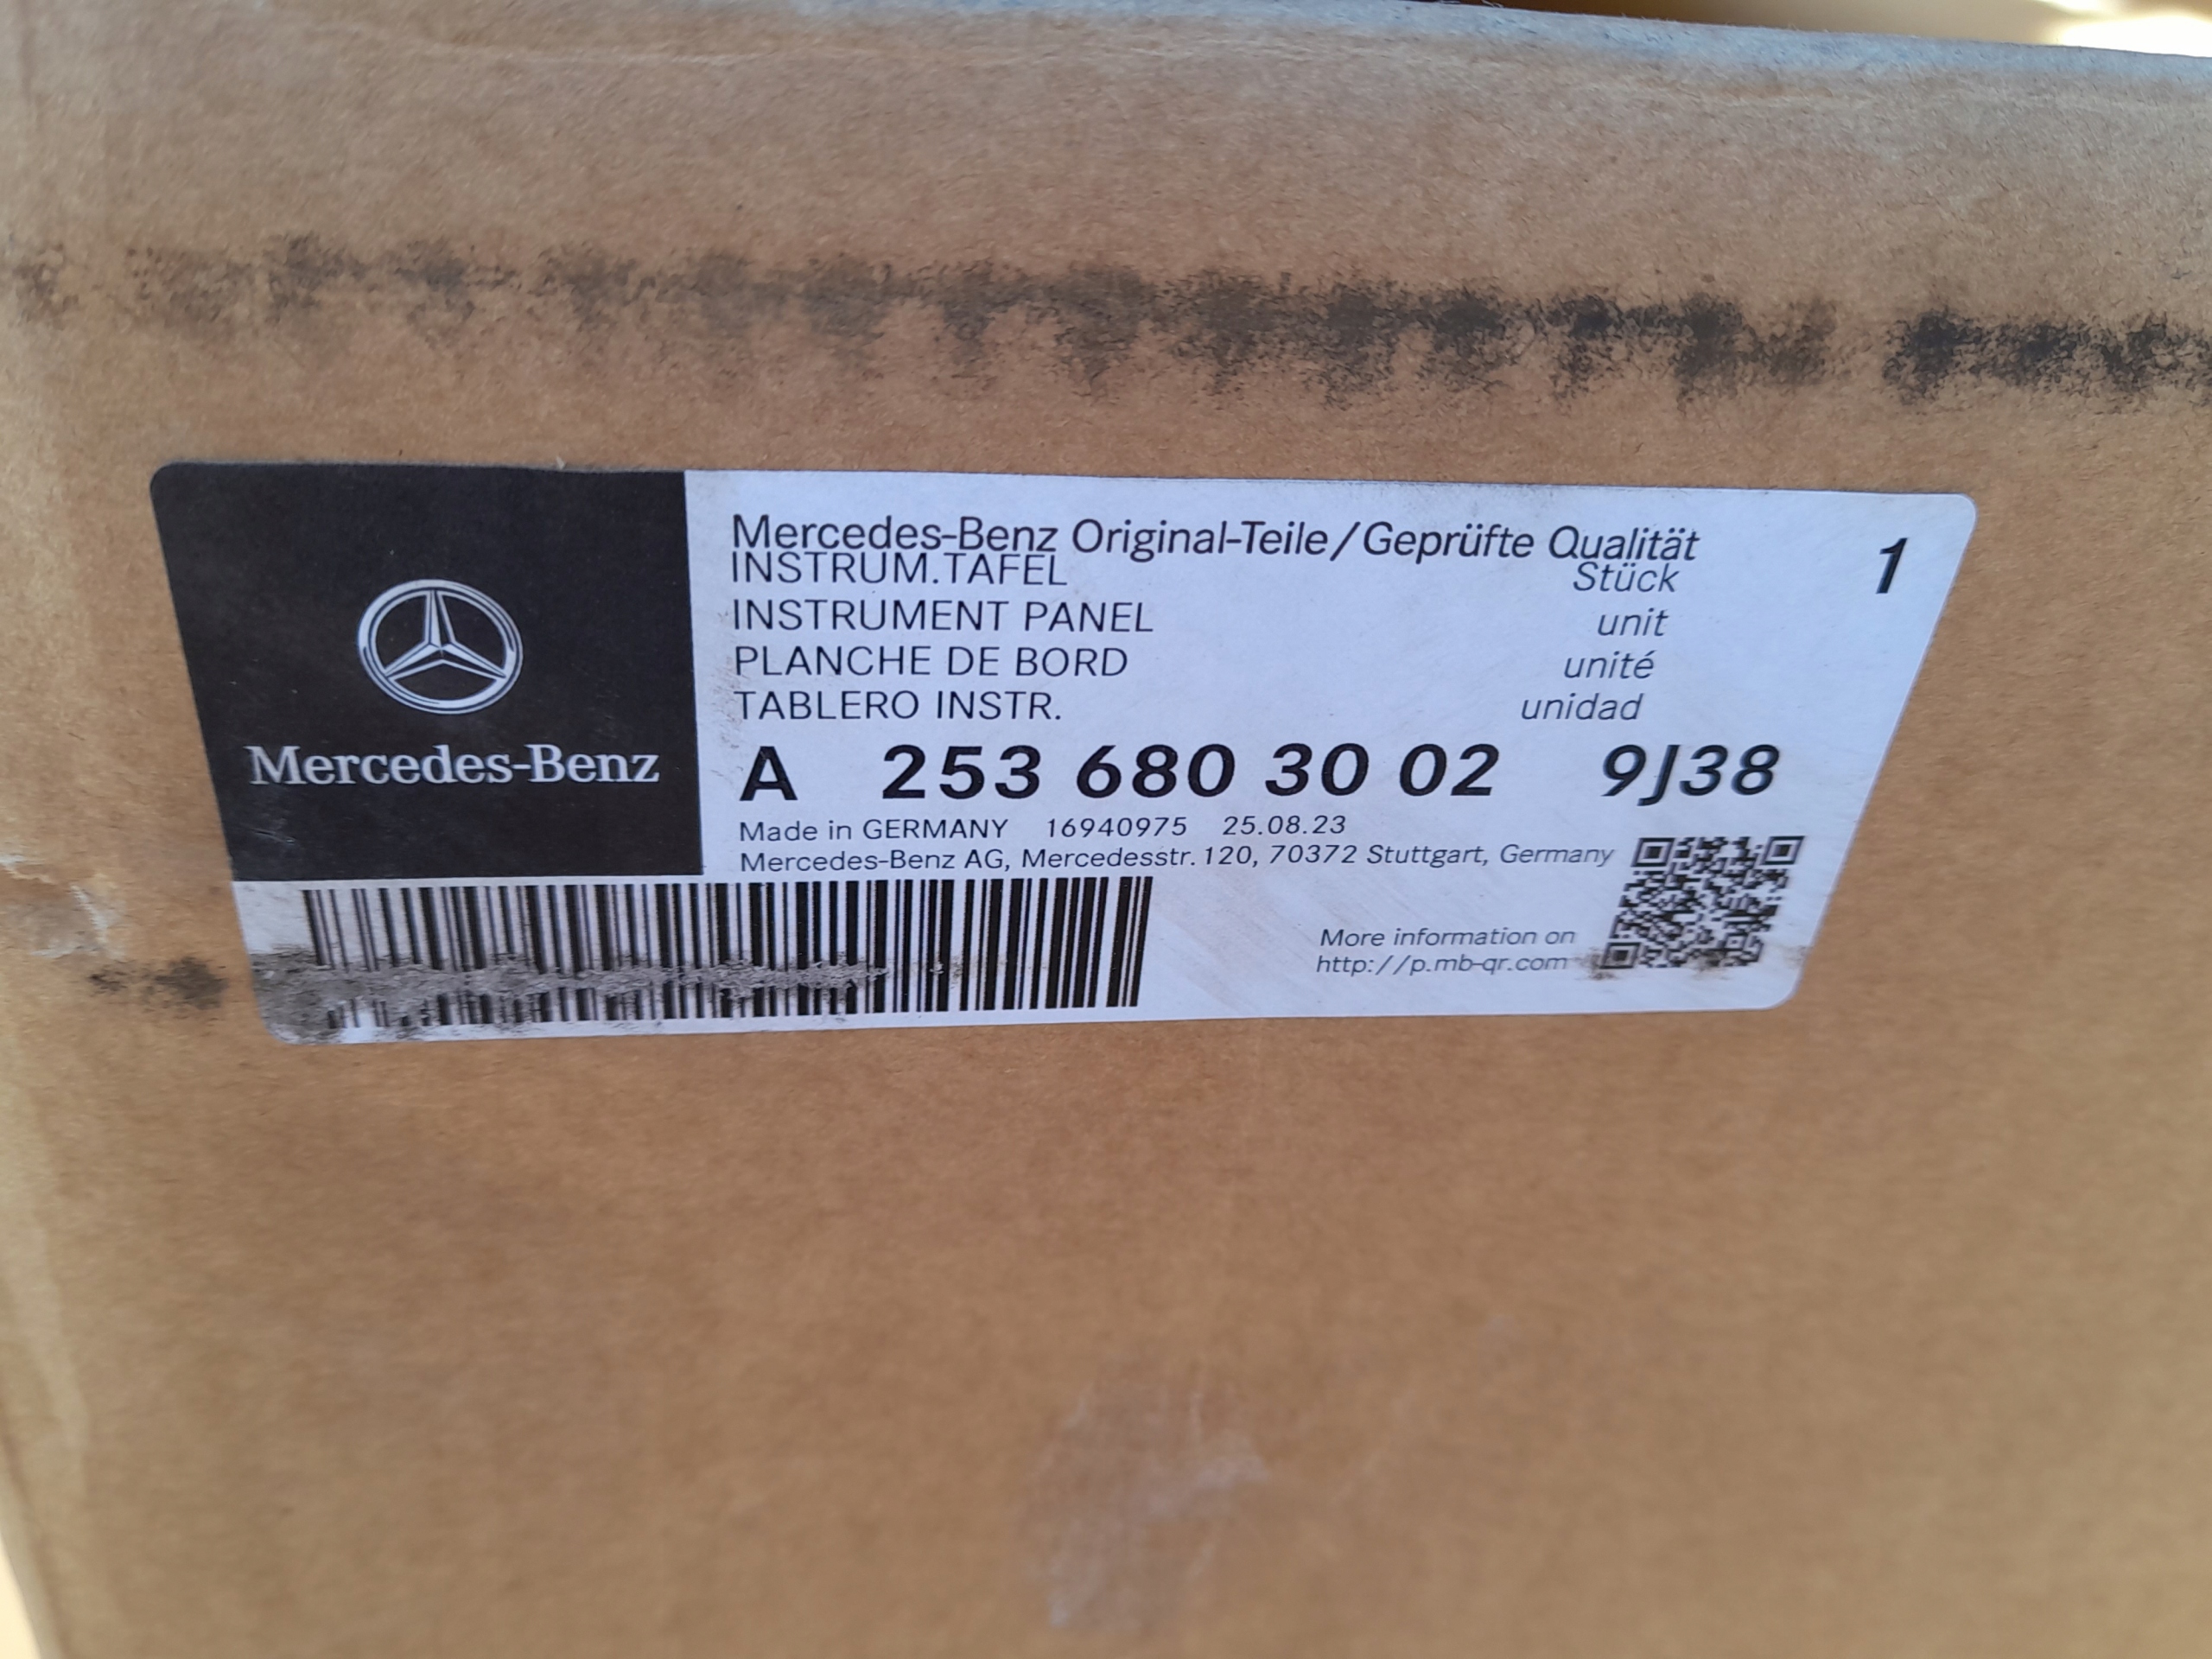 Mercedes-Benz
Mercedes-Benz Original-Teile/Geprüfte Qualität
INSTRUM.TAFEL Stück 1
INSTRUMENT PANEL unit
PLANCHE DE BORD unité
TABLERO INSTR. unidad
A 253 680 30 02 9J38
Made in GERMANY 16940975 25.08.23
Mercedes-Benz AG, Mercedesstr. 120, 70372 Stuttgart, Germany
More information on
http://p.mb-qr.com